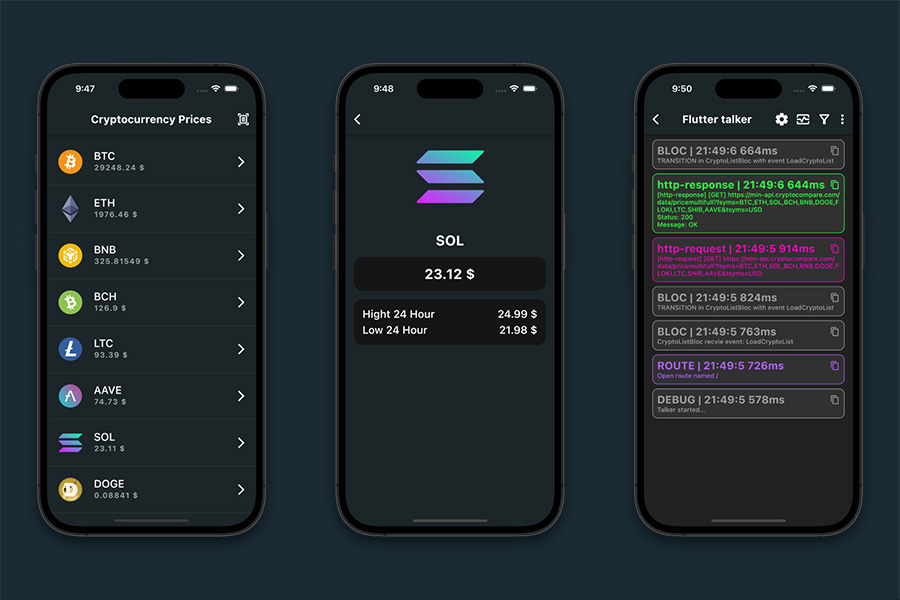 9:47
Cryptocurrency Prices
BTC
29248.24 $
ETH
1976.46 $
BNB
325.81549 $
BCH
126.9 $
LTC
93.39 $
AAVE
74.73 $
SOL
23.11 $
DOGE
0.08841 $
9:48
SOL
23.12 $
Hight 24 Hour 24.99 $
Low 24 Hour 21.98 $
9:50
Flutter talker
BLOC | 21:49:6 664ms
TRANSITION in CryptoListBloc with event LoadCryptoList
http-response | 21:49:6 644ms
[http-response] [GET] https://min-api.cryptocompare.com/
data/pricemultifull?fsyms=BTC,ETH,SOL,BCH,BNB,DOGE,F
LOKI,LTC,SHIB,AAVE&tsyms=USD
Status: 200
Message: OK
http-request | 21:49:5 914ms
[http-request] [GET] https://min-api.cryptocompare.com/
data/pricemultifull?fsyms=BTC,ETH,SOL,BCH,BNB,DOGE,F
LOKI,LTC,SHIB,AAVE&tsyms=USD
BLOC | 21:49:5 824ms
TRANSITION in CryptoListBloc with event LoadCryptoList
BLOC | 21:49:5 763ms
CryptoListBloc recvie event: LoadCryptoList
ROUTE | 21:49:5 726ms
Open route named /
DEBUG | 21:49:5 578ms
Talker started...